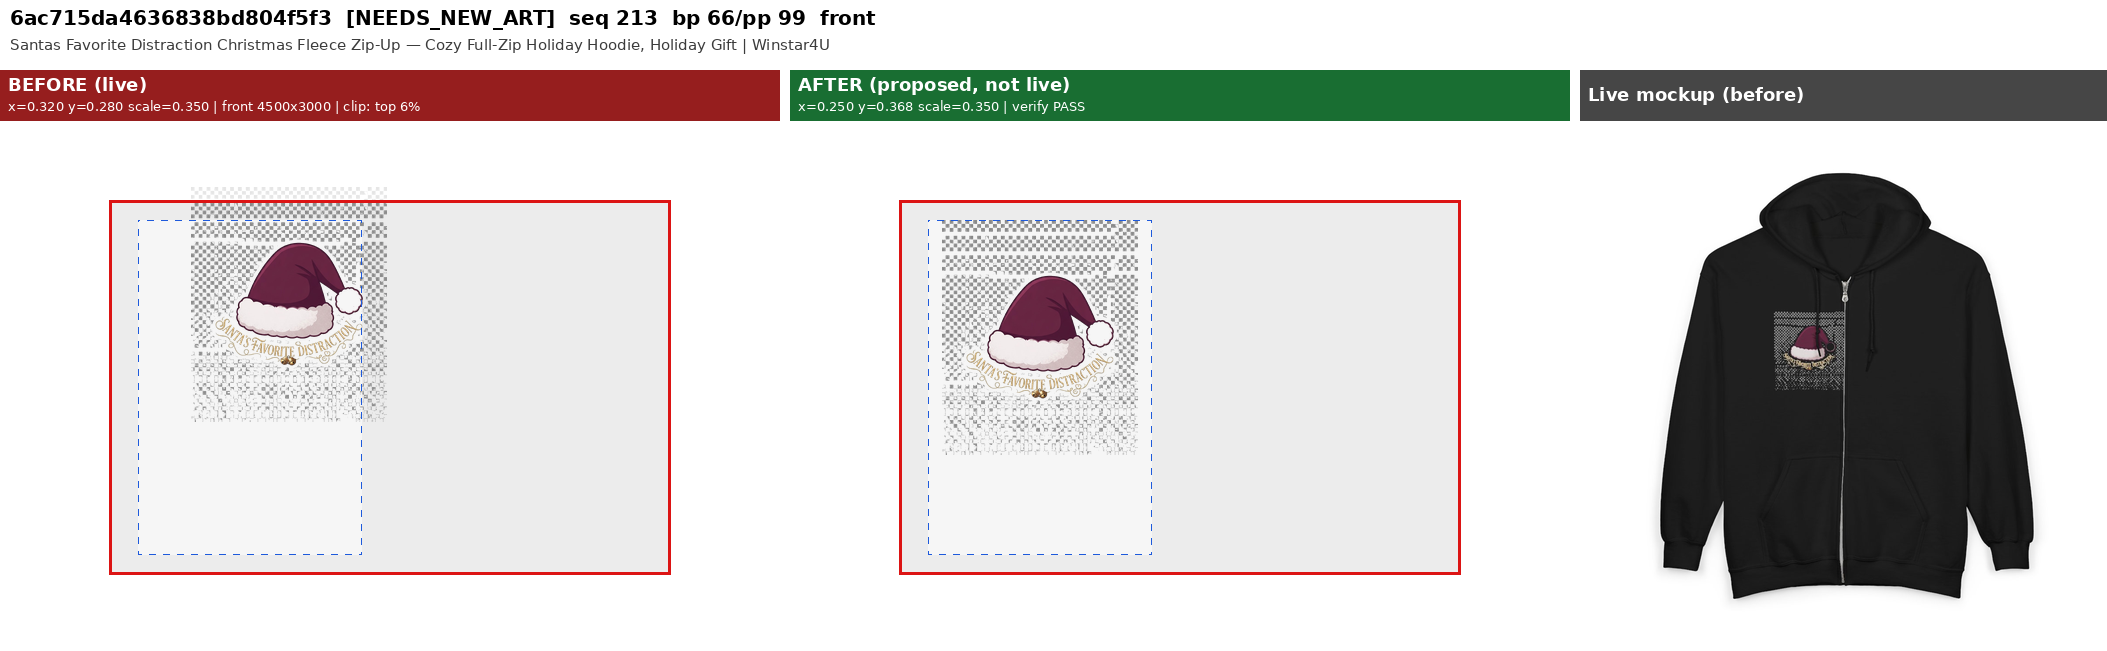 6ac715da4636838bd804f5f3 [NEEDS_NEW_ART] seq 213 bp 66/pp 99 front
Santas Favorite Distraction Christmas Fleece Zip-Up — Cozy Full-Zip Holiday Hoodie, Holiday Gift | Winstar4U
BEFORE (live)
x=0.320 y=0.280 scale=0.350 | front 4500x3000 | clip: top 6%
AFTER (proposed, not live)
x=0.250 y=0.368 scale=0.350 | verify PASS
Live mockup (before)
SANTA'S FAVORITE DISTRACTION
SANTA'S FAVORITE DISTRACTION